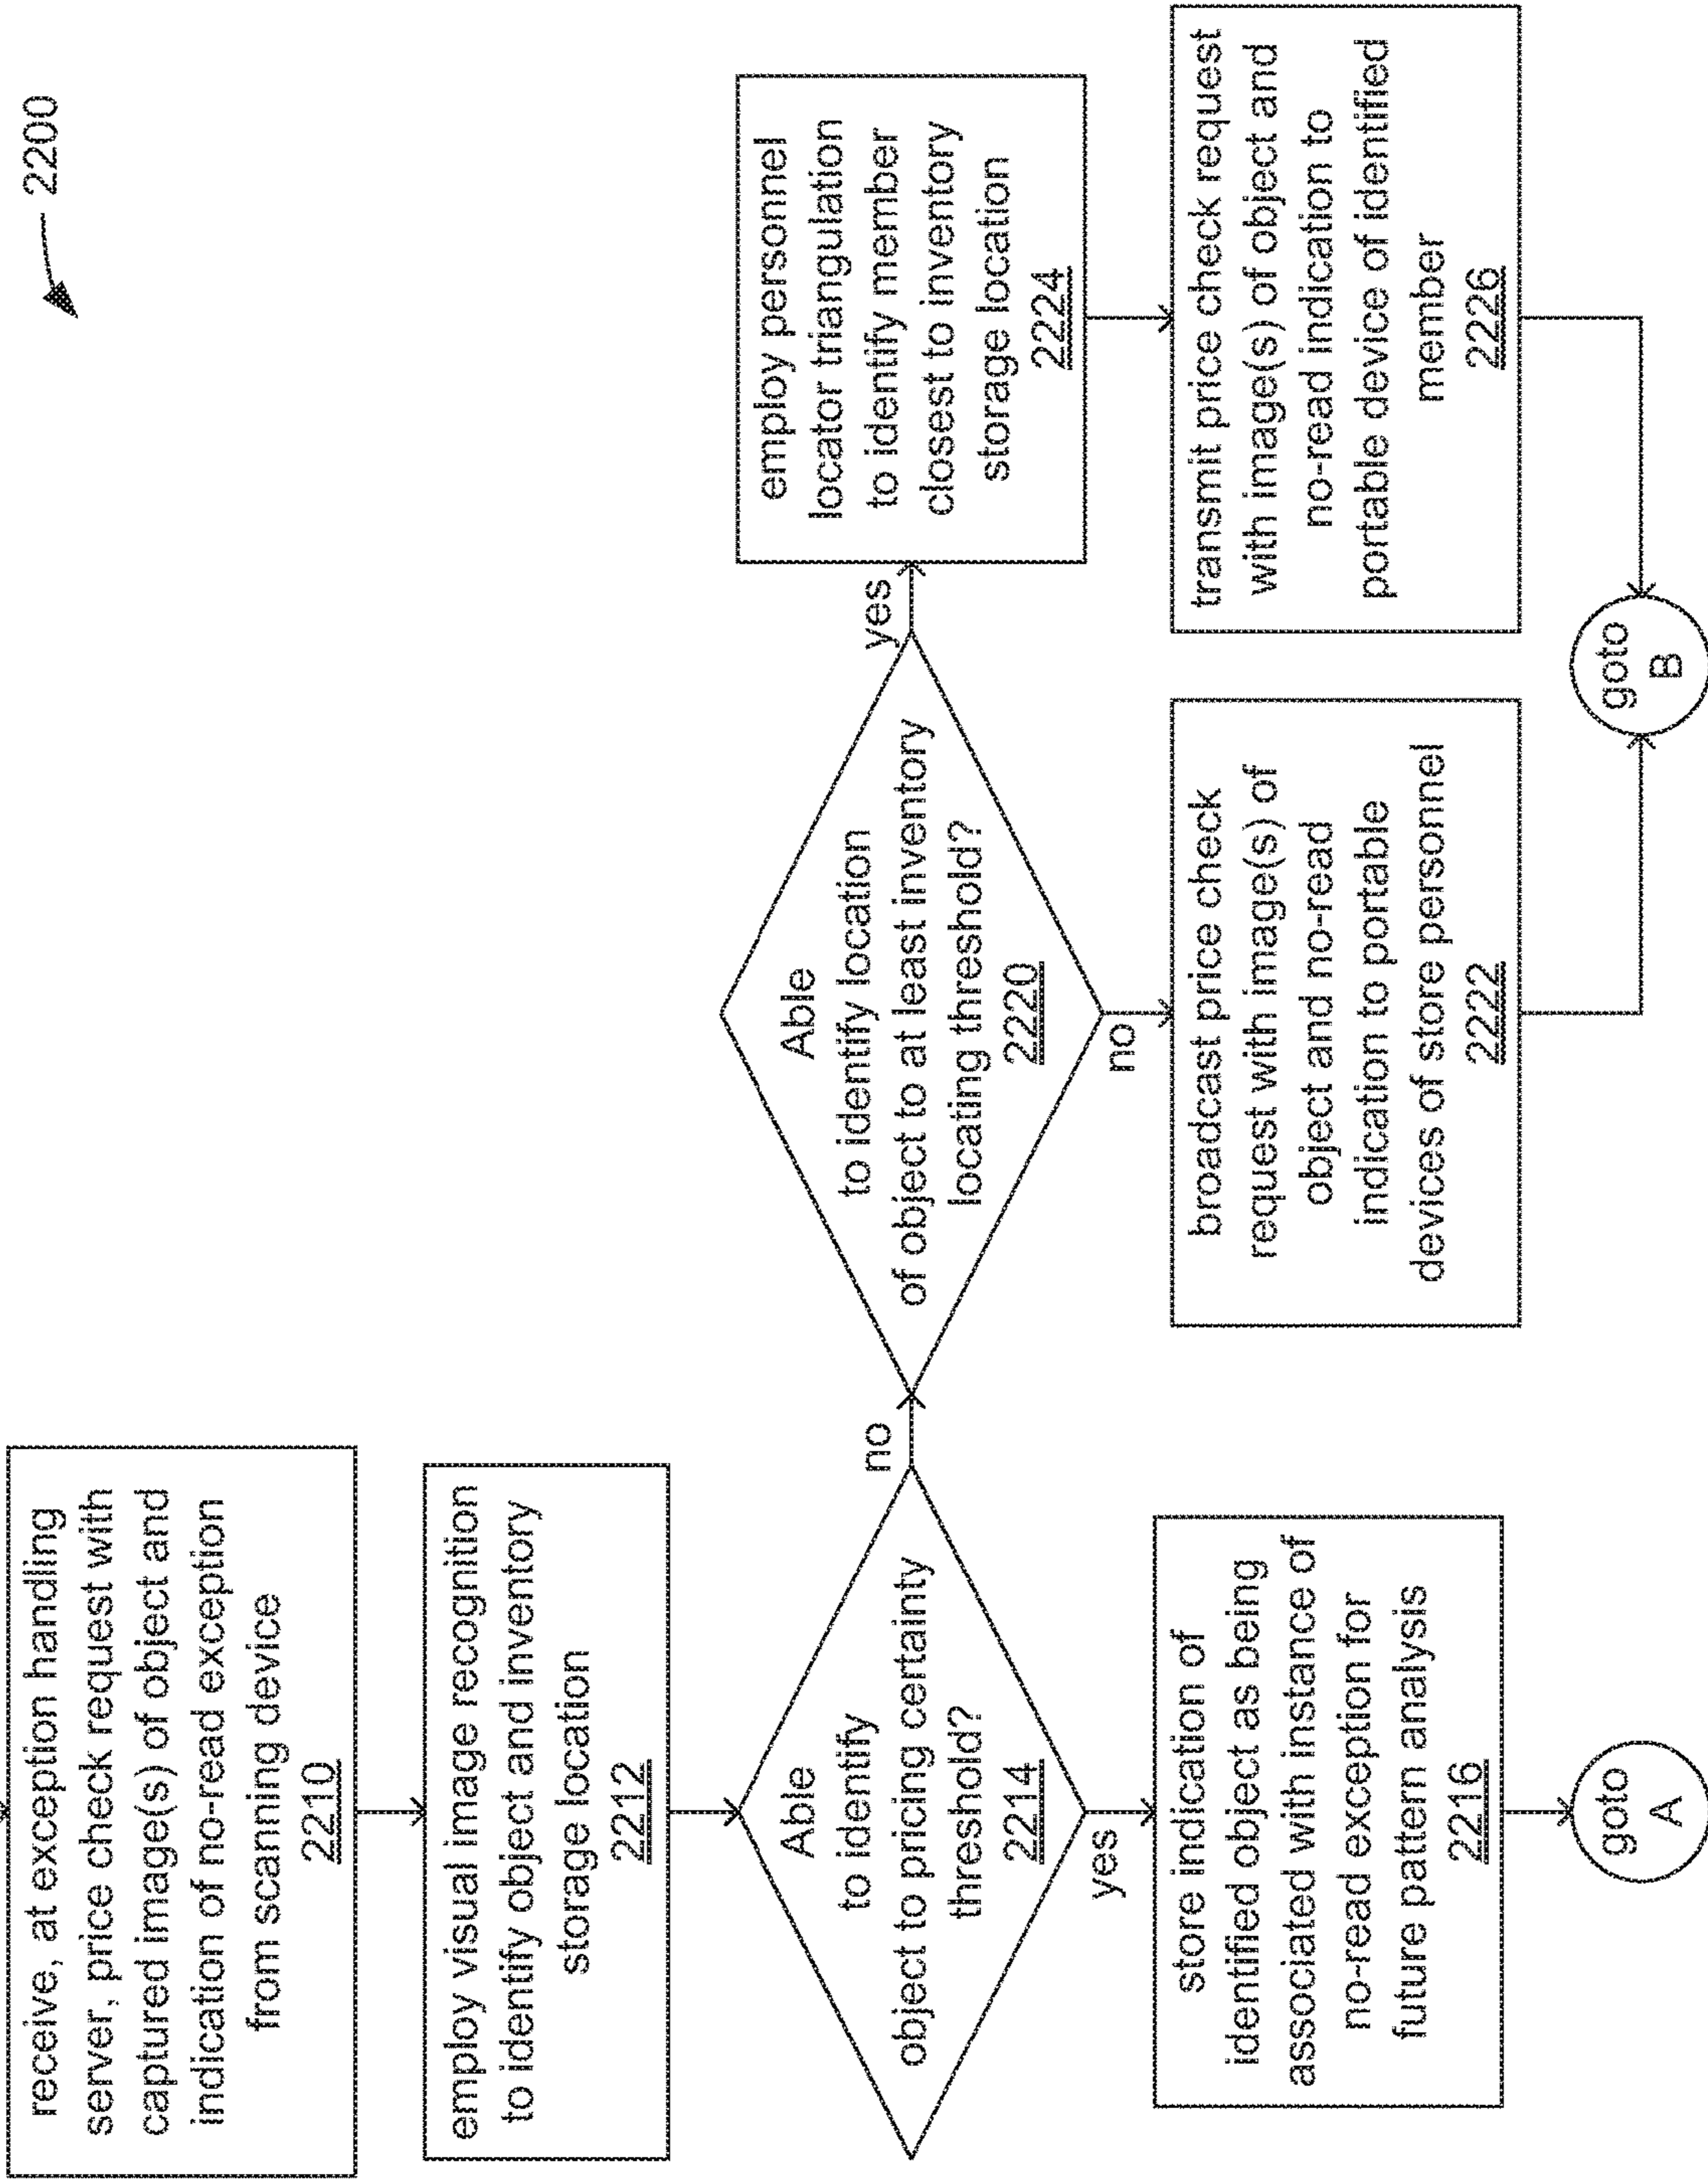 2200
receive, at exception handling
server, price check request with
captured image(s) of object and
indication of no-read exception
from scanning device
2210
employ visual image recognition
to identify object and inventory
storage location
2212
Able
to identify
object to pricing certainty
threshold?
2214
no
yes
store indication of
identified object as being
associated with instance of
no-read exception for
future pattern analysis
2216
goto
A
Able
to identify location
of object to at least inventory
locating threshold?
2220
yes
no
broadcast price check
request with image(s) of
object and no-read
indication to portable
devices of store personnel
2222
employ personnel
locator triangulation
to identify member
closest to inventory
storage location
2224
transmit price check request
with image(s) of object and
no-read indication to
portable device of identified
member
2226
goto
B